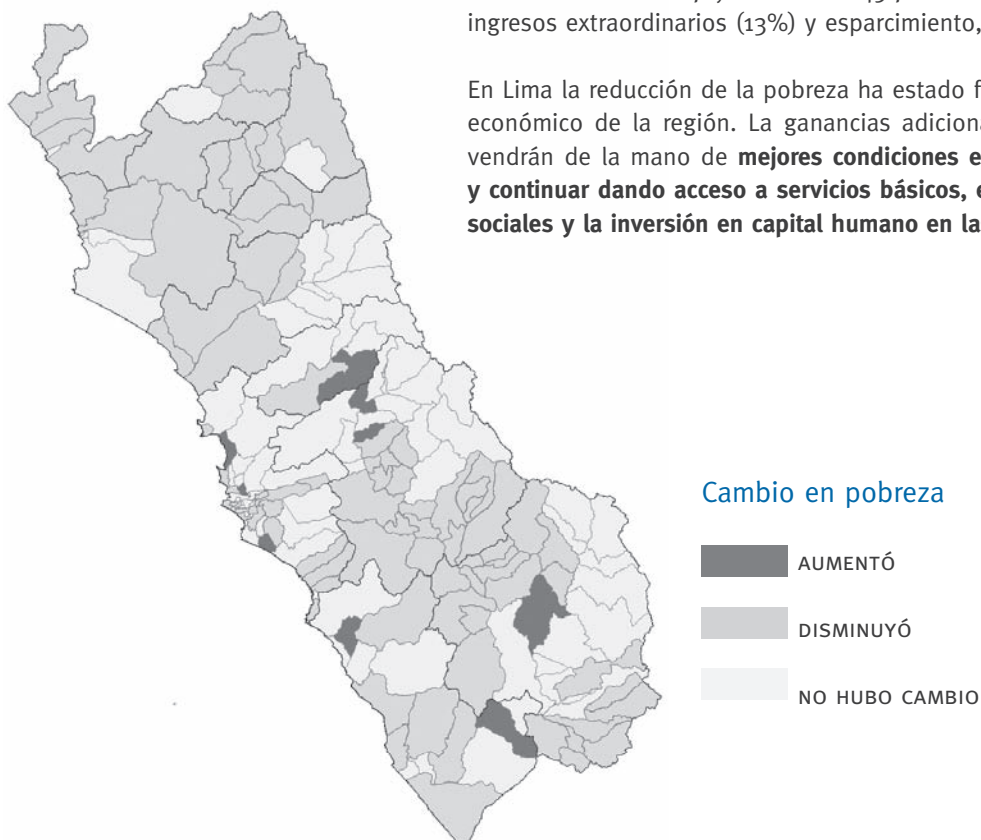 ingresos extraordinarios (13%) y esparcimiento,
En Lima la reducción de la pobreza ha estado f
económico de la región. La ganancias adiciona
vendrán de la mano de mejores condiciones e
y continuar dando acceso a servicios básicos, e
sociales y la inversión en capital humano en la
Cambio en pobreza
AUMENTÓ
DISMINUYÓ
NO HUBO CAMBIO